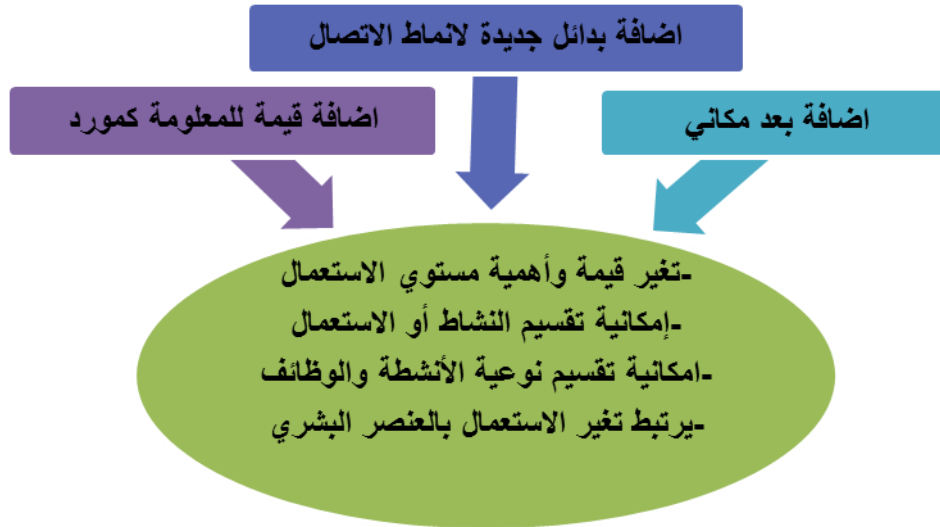 اضافة بدائل جديدة لانماط الاتصال
اضافة بعد مكاني
اضافة قيمة للمعلومة كمورد
-تغير قيمة وأهمية مستوي الاستعمال
-إمكانية تقسيم النشاط أو الاستعمال
-امكانية تقسيم نوعية الأنشطة والوظائف
-يرتبط تغير الاستعمال بالعنصر البشري